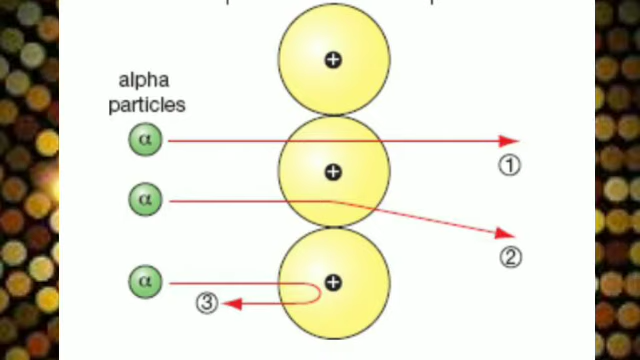 alpha
particles
α
①
α
②
α
③
+
+
+